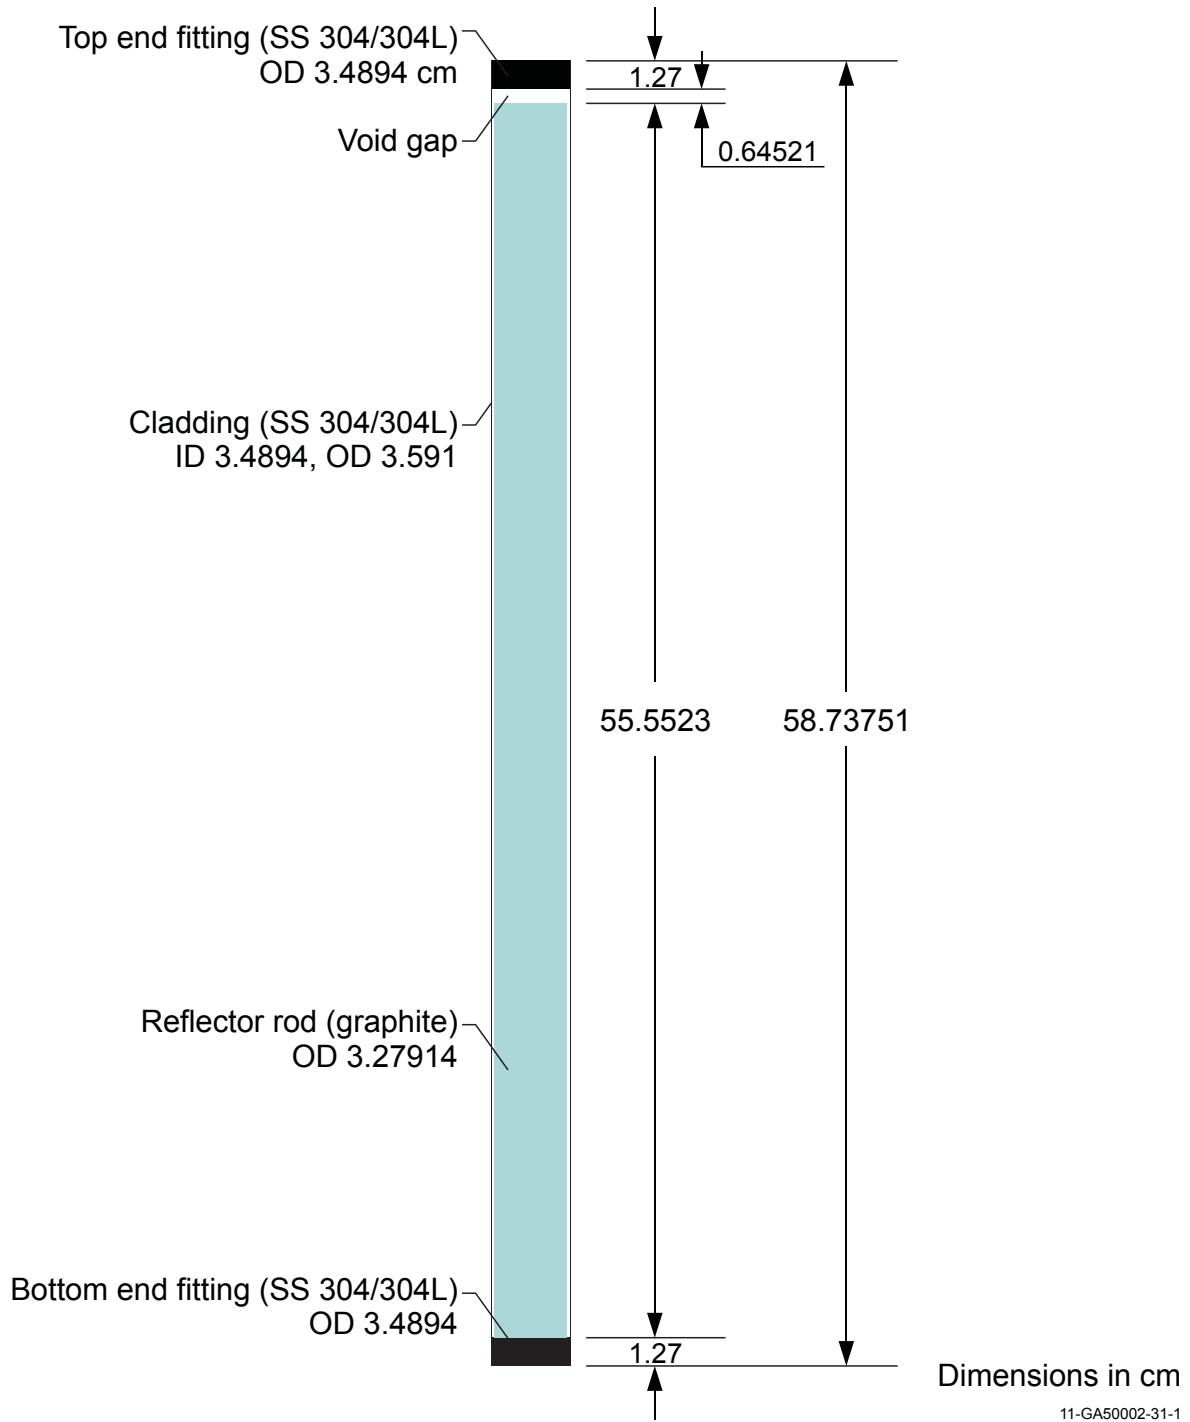 Top end fitting (SS 304/304L)
OD 3.4894 cm
1.27
Void gap
0.64521
Cladding (SS 304/304L)
ID 3.4894, OD 3.591
55.5523
58.73751
Reflector rod (graphite)
OD 3.27914
Bottom end fitting (SS 304/304L)
OD 3.4894
1.27
Dimensions in cm
11-GA50002-31-1